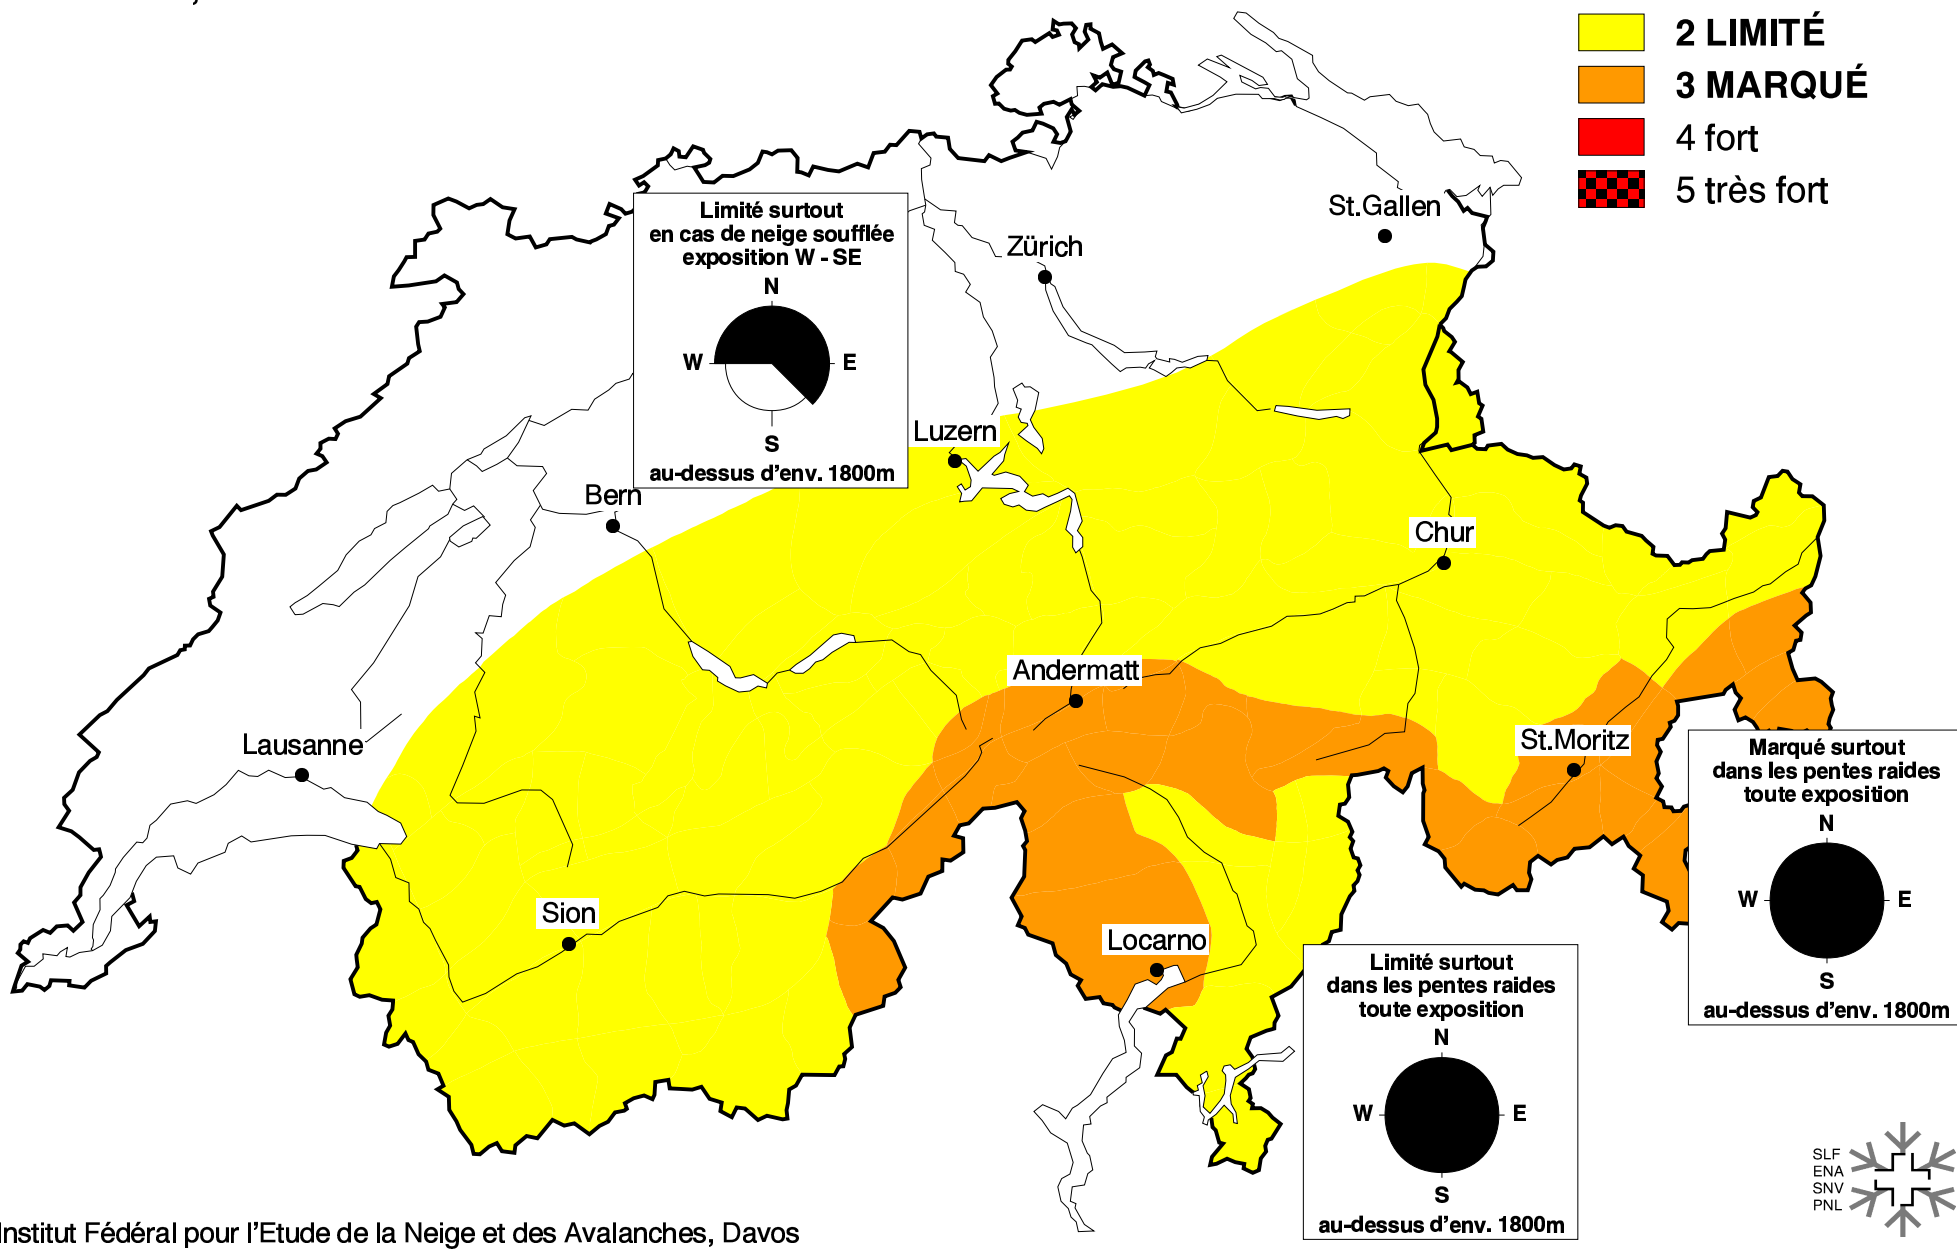 2 LIMITÉ
3 MARQUÉ
4 fort
5 très fort
St.Gallen
Zürich
Limité surtout
en cas de neige soufflée
exposition W - SE
N
W
E
S
au-dessus d'env. 1800m
Luzern
Bern
Chur
Andermatt
Lausanne
St.Moritz
Sion
Locarno
Marqué surtout
dans les pentes raides
toute exposition
N
W
E
S
au-dessus d'env. 1800m
Limité surtout
dans les pentes raides
toute exposition
N
W
E
S
au-dessus d'env. 1800m
SLF
ENA
SNV
PNL
Institut Fédéral pour l'Etude de la Neige et des Avalanches, Davos